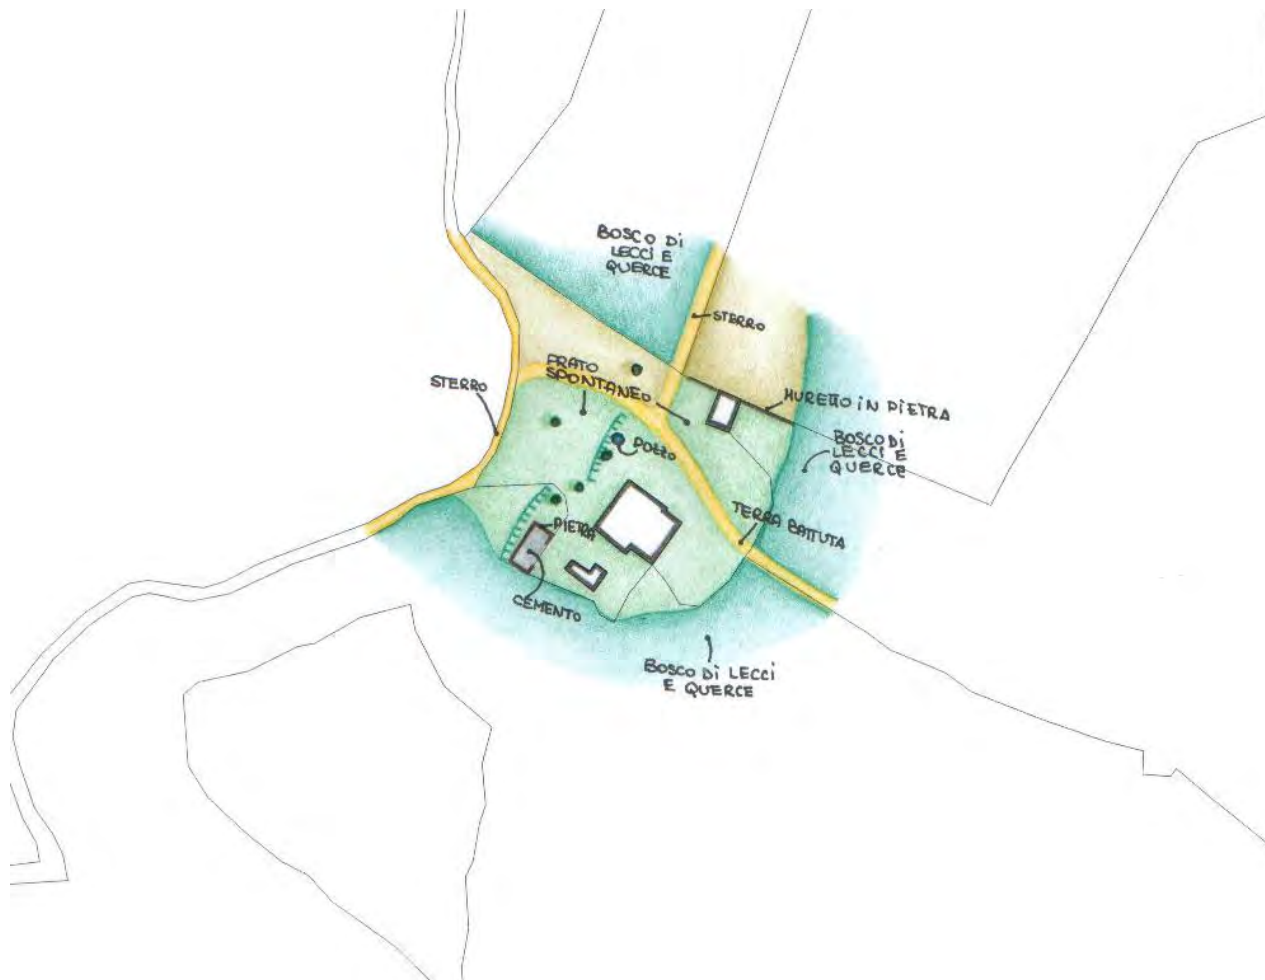 BOSCO DI
LECCI E
QUERCE
STERRO
PRATO
SPONTANEO
STERRO
MURETTO IN PIETRA
BOSCO DI
LECCI E
QUERCE
POZZO
TERRA BATTUTA
PIETRA
CEMENTO
BOSCO DI LECCI
E QUERCE